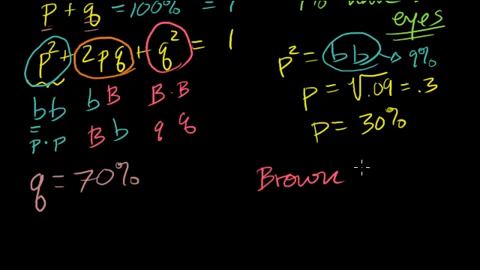 p + q = 100% = 1
eyes
p² + 2pq + q² = 1
bb bB B·B
p·p Bb q q
q = 70%
p² = bb → 9%
p = √.09 = .3
p = 30%
Brown